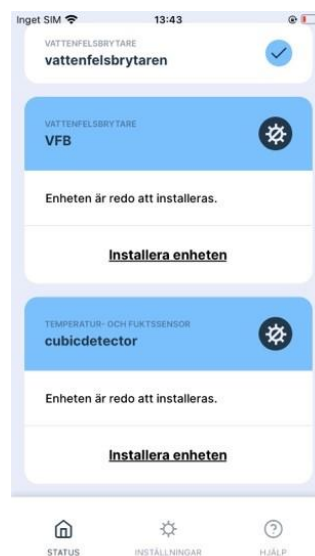 Inget SIM 13:43
VATTENFELSBRYTARE
vattenfelsbrytaren
VATTENFELSBRYTARE
VFB
Enheten är redo att installeras.
Installera enheten
TEMPERATUR- OCH FUKTSSENSOR
cubicdetector
Enheten är redo att installeras.
Installera enheten
STATUS INSTÄLLNINGAR HJÄLP